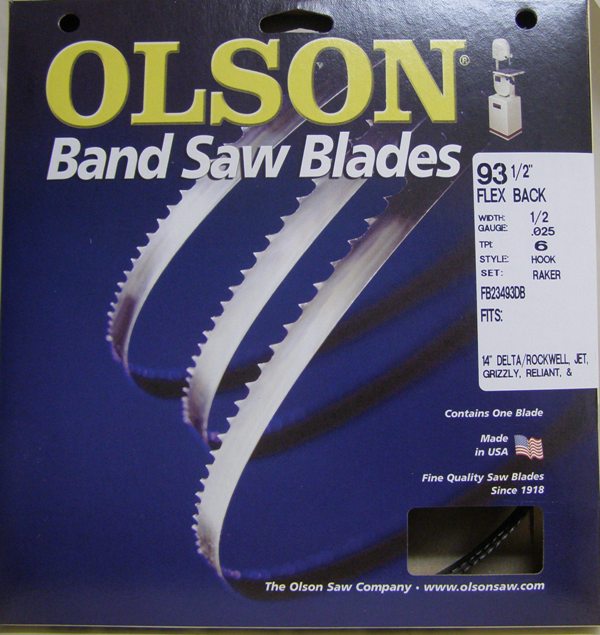 OLSON®
Band Saw Blades
93 1/2"
FLEX BACK
WIDTH: 1/2
GAUGE: .025
TPI: 6
STYLE: HOOK
SET: RAKER
FB23493DB
FITS:
14" DELTA/ROCKWELL, JET,
GRIZZLY, RELIANT, &
Contains One Blade
Made
in USA
Fine Quality Saw Blades
Since 1918
The Olson Saw Company · www.olsonsaw.com